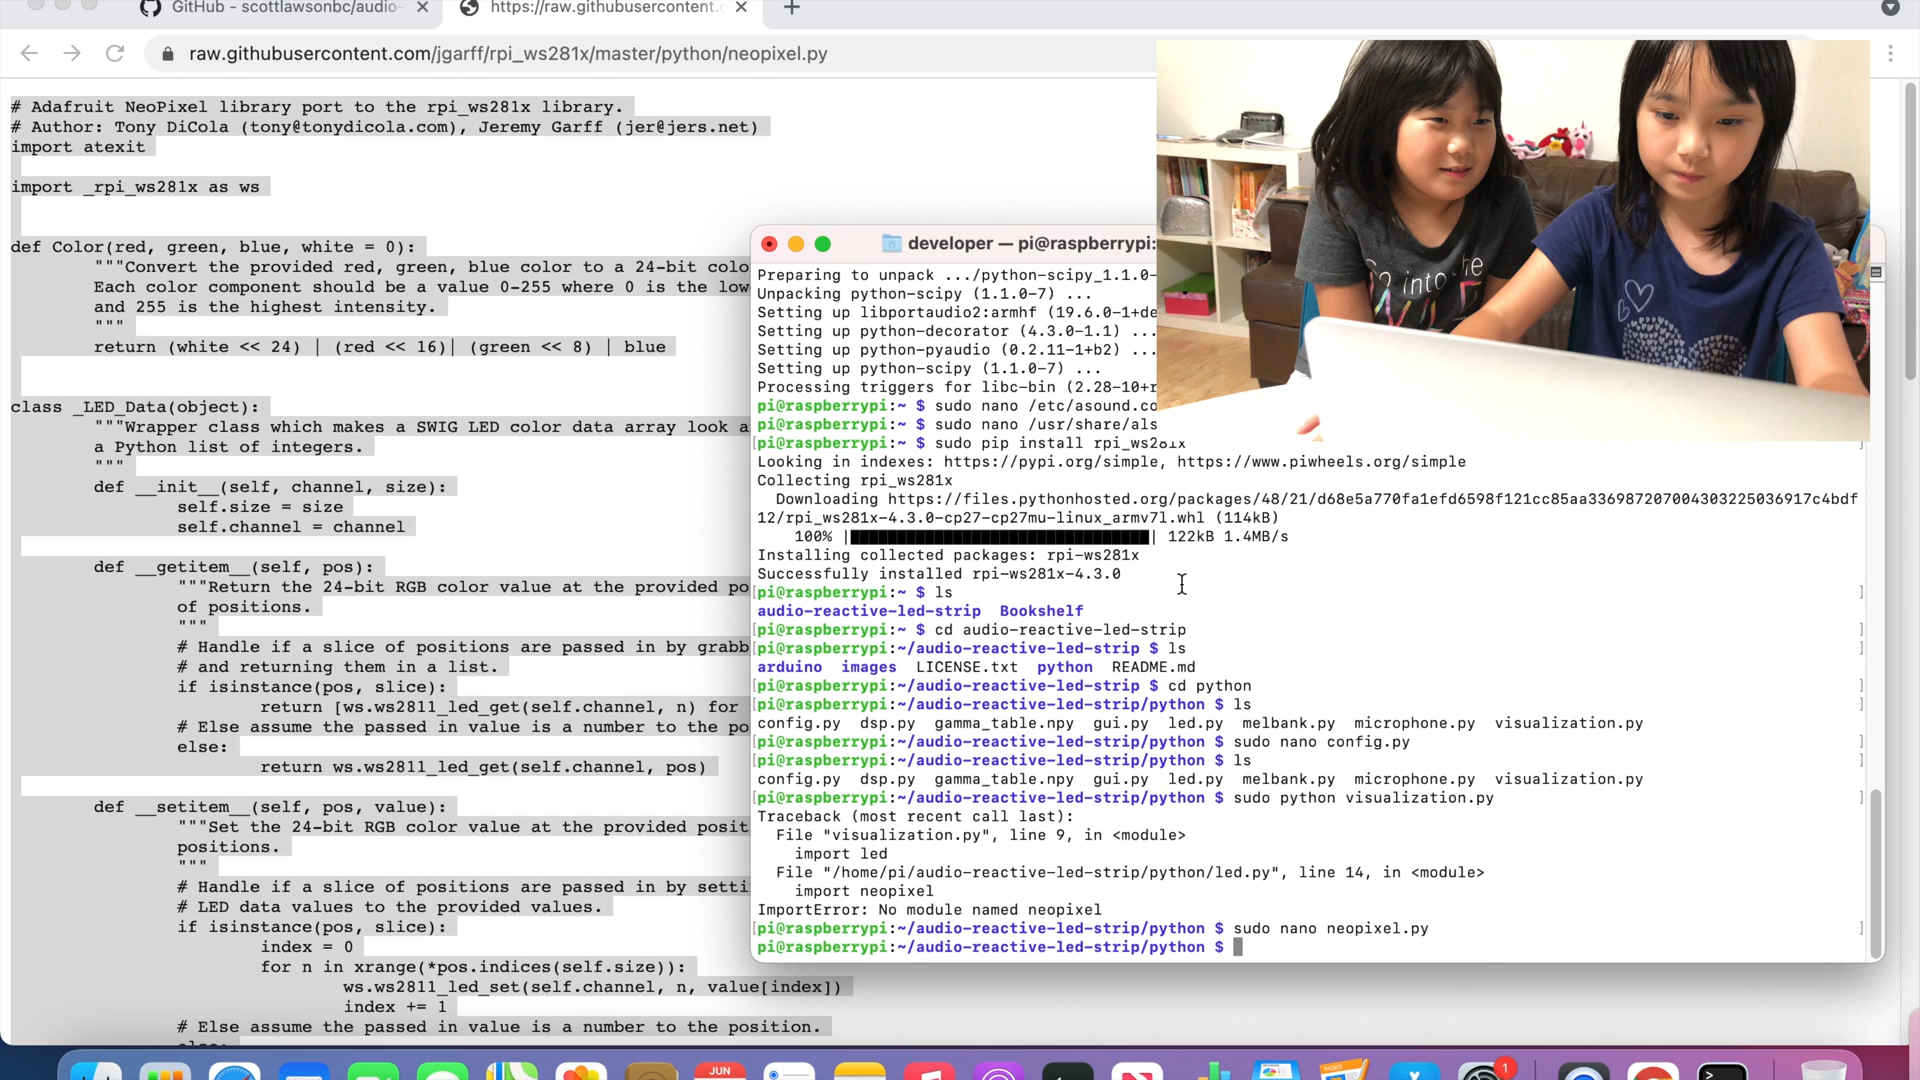 GitHub - scottlawsonbc/audio-
https://raw.githubusercontent.
raw.githubusercontent.com/jgarff/rpi_ws281x/master/python/neopixel.py
# Adafruit NeoPixel library port to the rpi_ws281x library.
# Author: Tony DiCola (tony@tonydicola.com), Jeremy Garff (jer@jers.net)
import atexit
import _rpi_ws281x as ws
def Color(red, green, blue, white = 0):
"""Convert the provided red, green, blue color to a 24-bit colo
Each color component should be a value 0-255 where 0 is the low
and 255 is the highest intensity.
"""
return (white << 24) | (red << 16)| (green << 8) | blue
class _LED_Data(object):
"""Wrapper class which makes a SWIG LED color data array look a
a Python list of integers.
"""
def __init__(self, channel, size):
self.size = size
self.channel = channel
def __getitem__(self, pos):
"""Return the 24-bit RGB color value at the provided po
of positions.
"""
# Handle if a slice of positions are passed in by grabb
# and returning them in a list.
if isinstance(pos, slice):
return [ws.ws2811_led_get(self.channel, n) for
# Else assume the passed in value is a number to the po
else:
return ws.ws2811_led_get(self.channel, pos)
def __setitem__(self, pos, value):
"""Set the 24-bit RGB color value at the provided posit
positions.
"""
# Handle if a slice of positions are passed in by setti
# LED data values to the provided values.
if isinstance(pos, slice):
index = 0
for n in xrange(*pos.indices(self.size)):
ws.ws2811_led_set(self.channel, n, value[index])
index += 1
# Else assume the passed in value is a number to the position.
developer — pi@raspberrypi:
Preparing to unpack .../python-scipy_1.1.0-
Unpacking python-scipy (1.1.0-7) ...
Setting up libportaudio2:armhf (19.6.0-1+de
Setting up python-decorator (4.3.0-1.1) ...
Setting up python-pyaudio (0.2.11-1+b2) ...
Setting up python-scipy (1.1.0-7) ...
Processing triggers for libc-bin (2.28-10+r
pi@raspberrypi:~ $ sudo nano /etc/asound.co
pi@raspberrypi:~ $ sudo nano /usr/share/als
[pi@raspberrypi:~ $ sudo pip install rpi_ws281x ]
Looking in indexes: https://pypi.org/simple, https://www.piwheels.org/simple
Collecting rpi_ws281x
Downloading https://files.pythonhosted.org/packages/48/21/d68e5a770fa1efd6598f121cc85aa336987207004303225036917c4bdf
12/rpi_ws281x-4.3.0-cp27-cp27mu-linux_armv7l.whl (114kB)
100% |████████████████████████████████| 122kB 1.4MB/s
Installing collected packages: rpi-ws281x
Successfully installed rpi-ws281x-4.3.0
[pi@raspberrypi:~ $ ls ]
audio-reactive-led-strip Bookshelf
[pi@raspberrypi:~ $ cd audio-reactive-led-strip ]
[pi@raspberrypi:~/audio-reactive-led-strip $ ls ]
arduino images LICENSE.txt python README.md
[pi@raspberrypi:~/audio-reactive-led-strip $ cd python ]
[pi@raspberrypi:~/audio-reactive-led-strip/python $ ls ]
config.py dsp.py gamma_table.npy gui.py led.py melbank.py microphone.py visualization.py
[pi@raspberrypi:~/audio-reactive-led-strip/python $ sudo nano config.py ]
[pi@raspberrypi:~/audio-reactive-led-strip/python $ ls ]
config.py dsp.py gamma_table.npy gui.py led.py melbank.py microphone.py visualization.py
[pi@raspberrypi:~/audio-reactive-led-strip/python $ sudo python visualization.py ]
Traceback (most recent call last):
File "visualization.py", line 9, in <module>
import led
File "/home/pi/audio-reactive-led-strip/python/led.py", line 14, in <module>
import neopixel
ImportError: No module named neopixel
[pi@raspberrypi:~/audio-reactive-led-strip/python $ sudo nano neopixel.py ]
pi@raspberrypi:~/audio-reactive-led-strip/python $
into the
JUN
PAGES
1